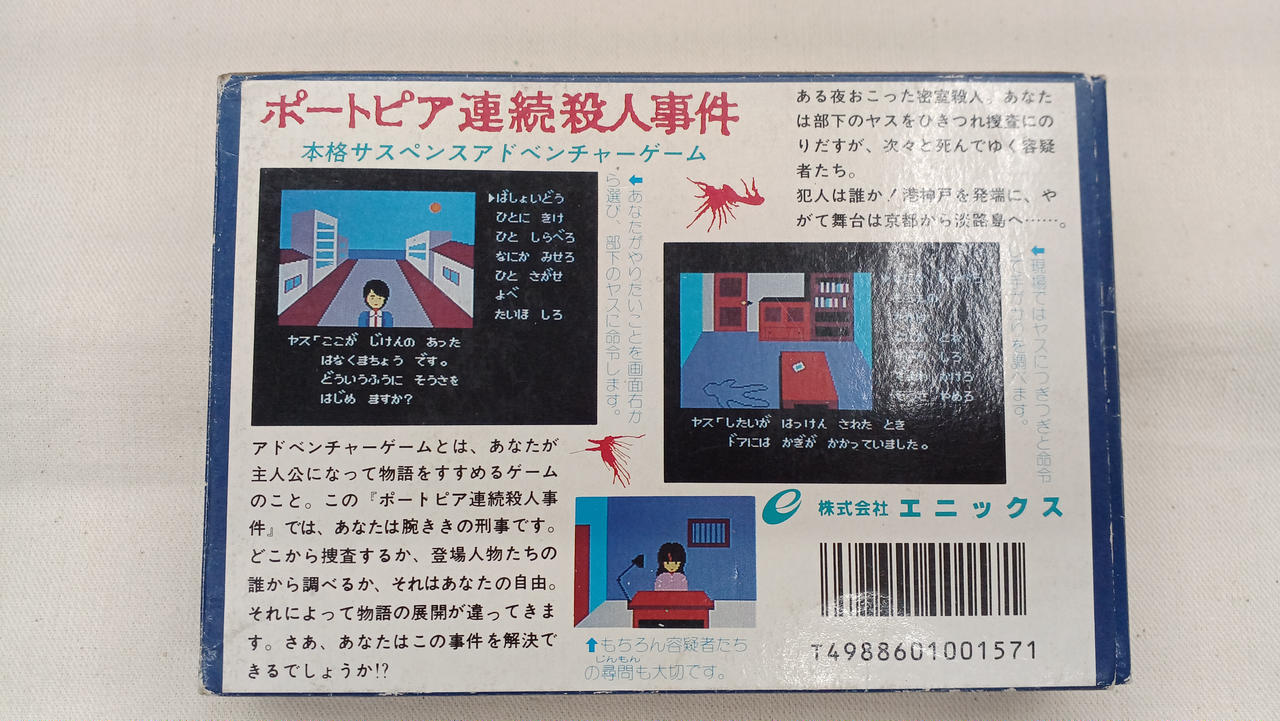 ポートピア連続殺人事件
本格サスペンスアドベンチャーゲーム
ある夜おこった密室殺人。あなた
は部下のヤスをひきつれ捜査にの
りだすが、次々と死んでゆく容疑
者たち。
犯人は誰か!港神戸を発端に、や
がて舞台は京都から淡路島へ……。
▶ばしょいどう
ひとに きけ
ひと しらべろ
なにか みせろ
ひと さがせ
よべ
たいほ しろ
ヤス「ここが じけんの あった
はなくまちょう です。
どういうふうに そうさを
はじめ ますか?
⬅あなたがやりたいことを画面右か
ら選び、部下のヤスに命令します。
やめろ
ヤス「したいが はっけん された とき
ドアには かぎが かかっていました。
⬅現場ではヤスにつぎつぎと命令
して手がかりを調べます。
アドベンチャーゲームとは、あなたが
主人公になって物語をすすめるゲーム
のこと。この『ポートピア連続殺人事
件』では、あなたは腕ききの刑事です。
どこから捜査するか、登場人物たちの
誰から調べるか、それはあなたの自由。
それによって物語の展開が違ってきま
す。さあ、あなたはこの事件を解決で
きるでしょうか!?
⬆もちろん容疑者たち
じんもん
の尋問も大切です。
e 株式会社 エニックス
T4988601001571